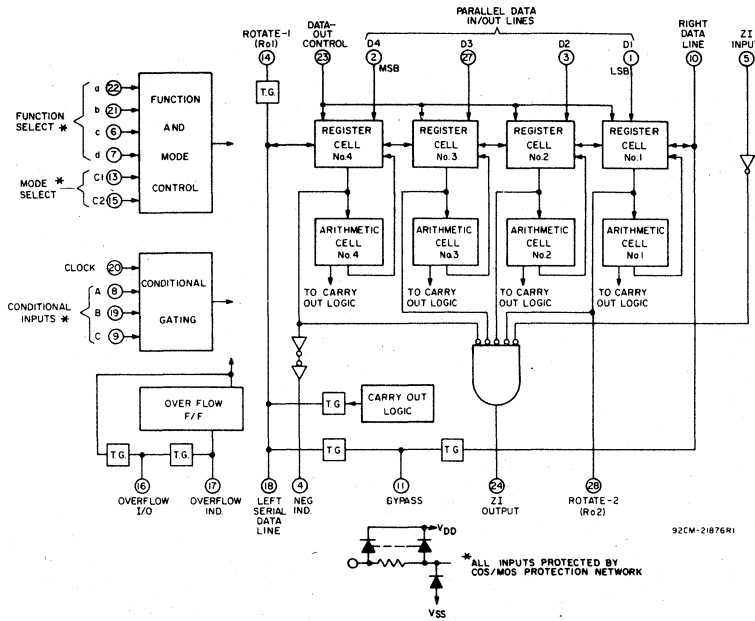 PARALLEL DATA
IN/OUT LINES
ROTATE-1
(Ro1)
14
DATA-
OUT
CONTROL
23
D4
2
MSB
D3
27
D2
3
D1
1
LSB
RIGHT
DATA
LINE
10
ZI
INPUT
5
T.G.
FUNCTION
SELECT *
a 22
b 21
c 6
d 7
MODE *
SELECT
C1 13
C2 15
FUNCTION
AND
MODE
CONTROL
REGISTER
CELL
No.4
REGISTER
CELL
No.3
REGISTER
CELL
No.2
REGISTER
CELL
No.1
ARITHMETIC
CELL
No.4
ARITHMETIC
CELL
No.3
ARITHMETIC
CELL
No.2
ARITHMETIC
CELL
No.1
TO CARRY
OUT LOGIC
TO CARRY
OUT LOGIC
TO CARRY
OUT LOGIC
TO CARRY
OUT LOGIC
CLOCK 20
CONDITIONAL
INPUTS *
A 8
B 19
C 9
CONDITIONAL
GATING
OVER FLOW
F/F
T.G.
T.G.
T.G
CARRY OUT
LOGIC
T.G
T.G
16
OVERFLOW
I/O
17
OVERFLOW
IND.
18
LEFT
SERIAL
DATA
LINE
4
NEG
IND.
11
BYPASS
24
ZI
OUTPUT
28
ROTATE-2
(Ro2)
92CM-21876R1
VDD
VSS
*ALL INPUTS PROTECTED BY
COS/MOS PROTECTION NETWORK